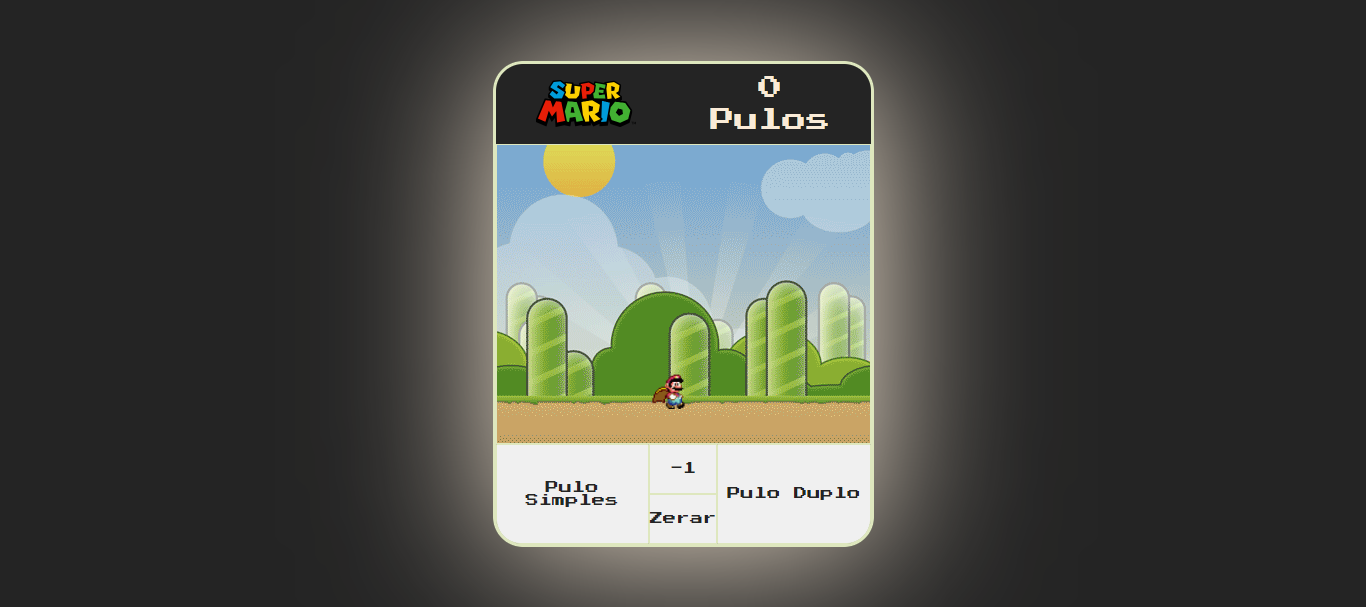 SUPER
MARIO
0
Pulos
Pulo
Simples
-1
Zerar
Pulo Duplo